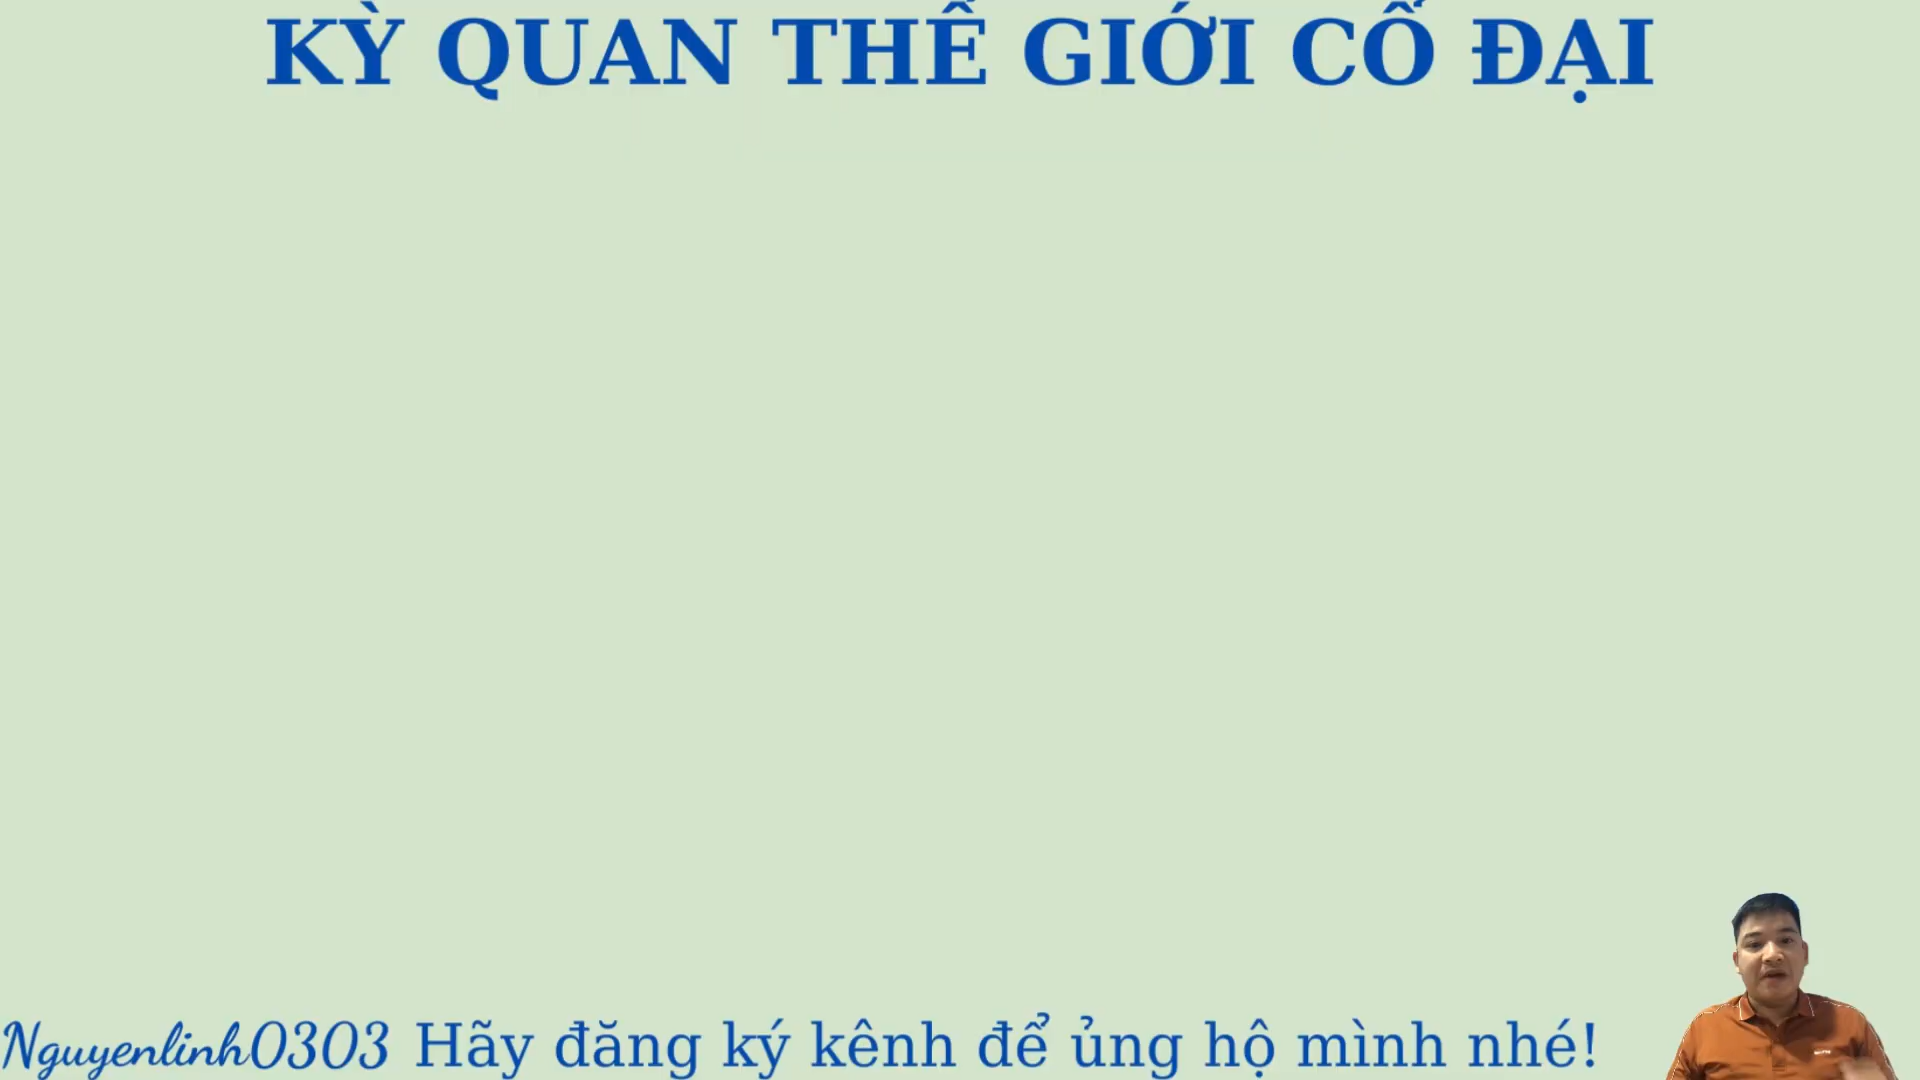 KỲ QUAN THẾ GIỚI CỔ ĐẠI
Nguyenlinh0303 Hãy đăng ký kênh để ủng hộ mình nhé!